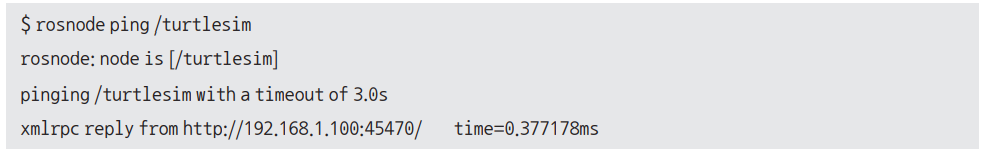 $ rosnode ping /turtlesim
rosnode: node is [/turtlesim]
pinging /turtlesim with a timeout of 3.0s
xmlrpc reply from http://192.168.1.100:45470/ time=0.377178ms